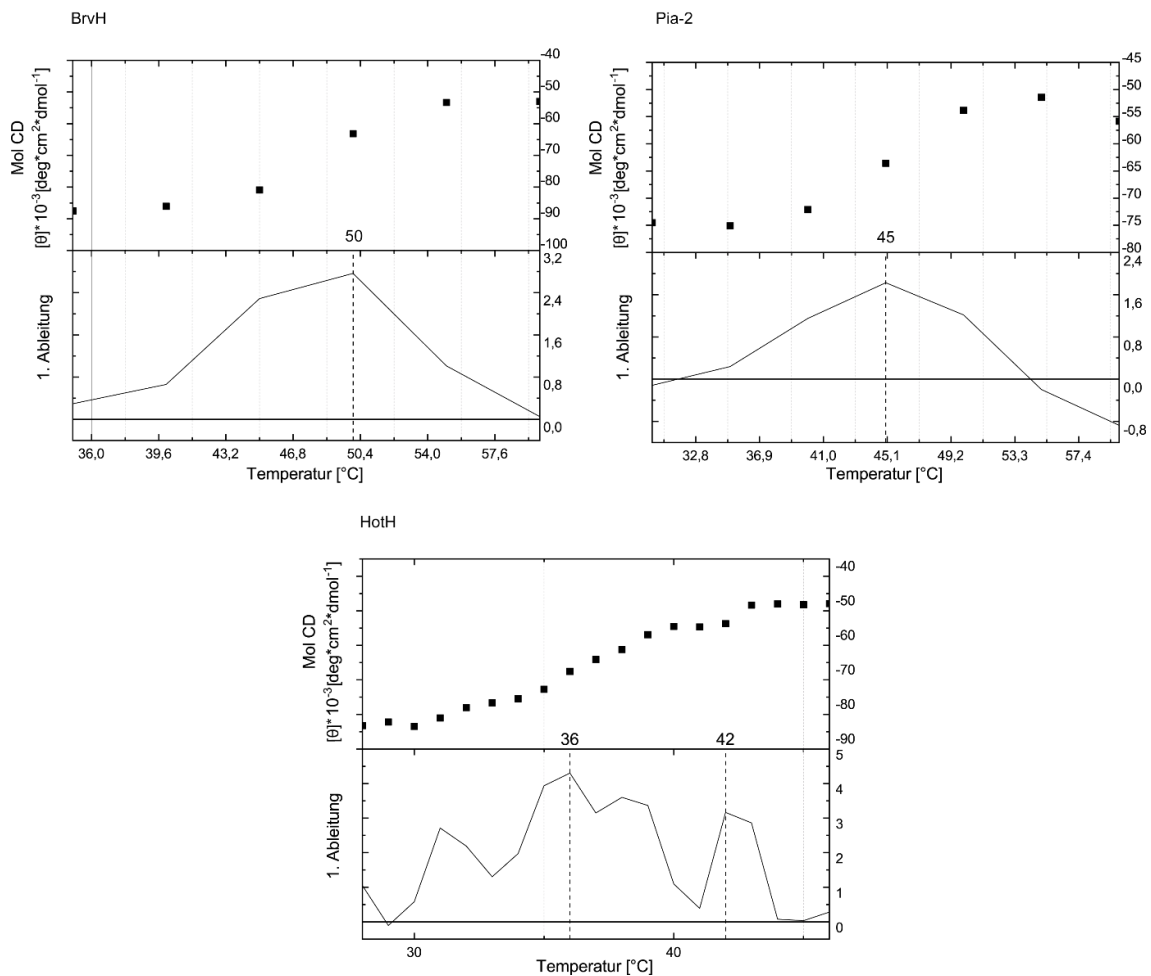 BrvH
Mol CD
[θ]*10⁻³[deg*cm²*dmol⁻¹]
-40
-50
-60
-70
-80
-90
-100
50
1. Ableitung
3,2
2,4
1,6
0,8
0,0
36,0 39,6 43,2 46,8 50,4 54,0 57,6
Temperatur [°C]
Pia-2
Mol CD
[θ]*10⁻³[deg*cm²*dmol⁻¹]
-45
-50
-55
-60
-65
-70
-75
-80
45
1. Ableitung
2,4
1,6
0,8
0,0
-0,8
32,8 36,9 41,0 45,1 49,2 53,3 57,4
Temperatur [°C]
HotH
Mol CD
[θ]*10⁻³[deg*cm²*dmol⁻¹]
-40
-50
-60
-70
-80
-90
36 42
1. Ableitung
5
4
3
2
1
0
30 40
Temperatur [°C]